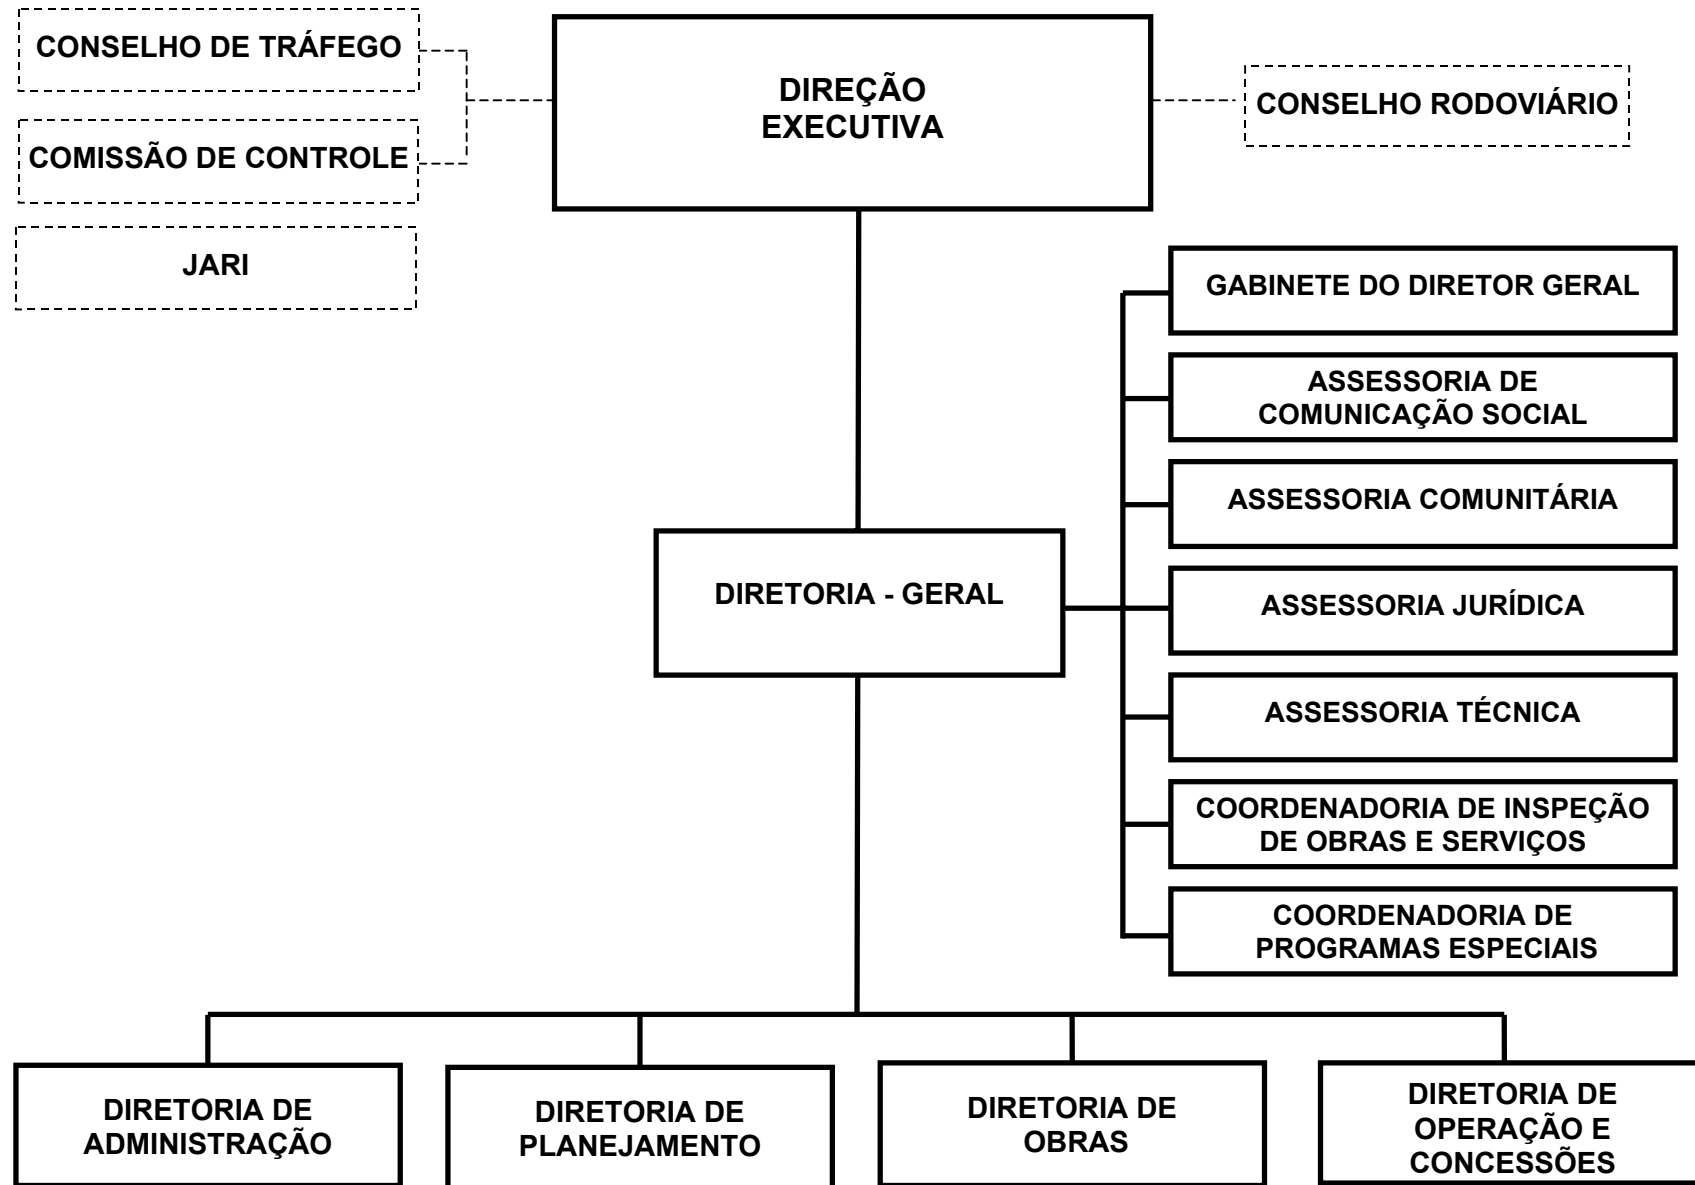 CONSELHO DE TRÁFEGO
DIREÇÃO
EXECUTIVA
CONSELHO RODOVIÁRIO
COMISSÃO DE CONTROLE
JARI
GABINETE DO DIRETOR GERAL
ASSESSORIA DE
COMUNICAÇÃO SOCIAL
ASSESSORIA COMUNITÁRIA
DIRETORIA - GERAL
ASSESSORIA JURÍDICA
ASSESSORIA TÉCNICA
COORDENADORIA DE INSPEÇÃO
DE OBRAS E SERVIÇOS
COORDENADORIA DE
PROGRAMAS ESPECIAIS
DIRETORIA DE
ADMINISTRAÇÃO
DIRETORIA DE
PLANEJAMENTO
DIRETORIA DE
OBRAS
DIRETORIA DE
OPERAÇÃO E
CONCESSÕES